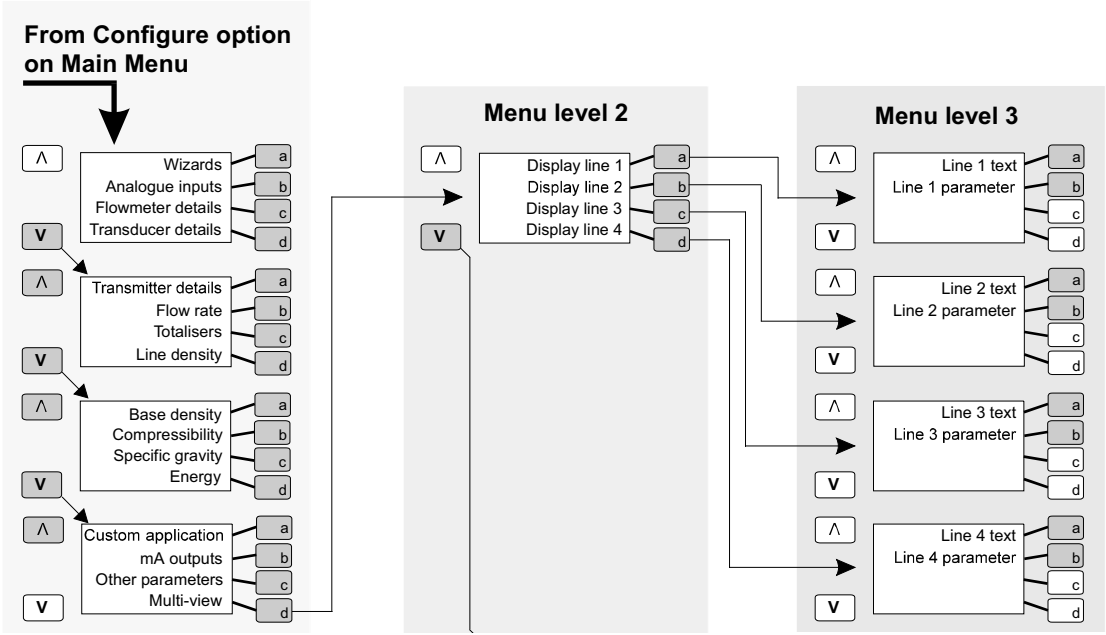 From Configure option
on Main Menu
Λ
Wizards a
Analogue inputs b
Flowmeter details c
Transducer details d
V
Λ
Transmitter details a
Flow rate b
Totalisers c
Line density d
V
Λ
Base density a
Compressibility b
Specific gravity c
Energy d
V
Λ
Custom application a
mA outputs b
Other parameters c
Multi-view d
V
Menu level 2
Λ
Display line 1 a
Display line 2 b
Display line 3 c
Display line 4 d
V
Menu level 3
Λ
Line 1 text a
Line 1 parameter b
c
d
V
Λ
Line 2 text a
Line 2 parameter b
c
d
V
Λ
Line 3 text a
Line 3 parameter b
c
d
V
Λ
Line 4 text a
Line 4 parameter b
c
d
V